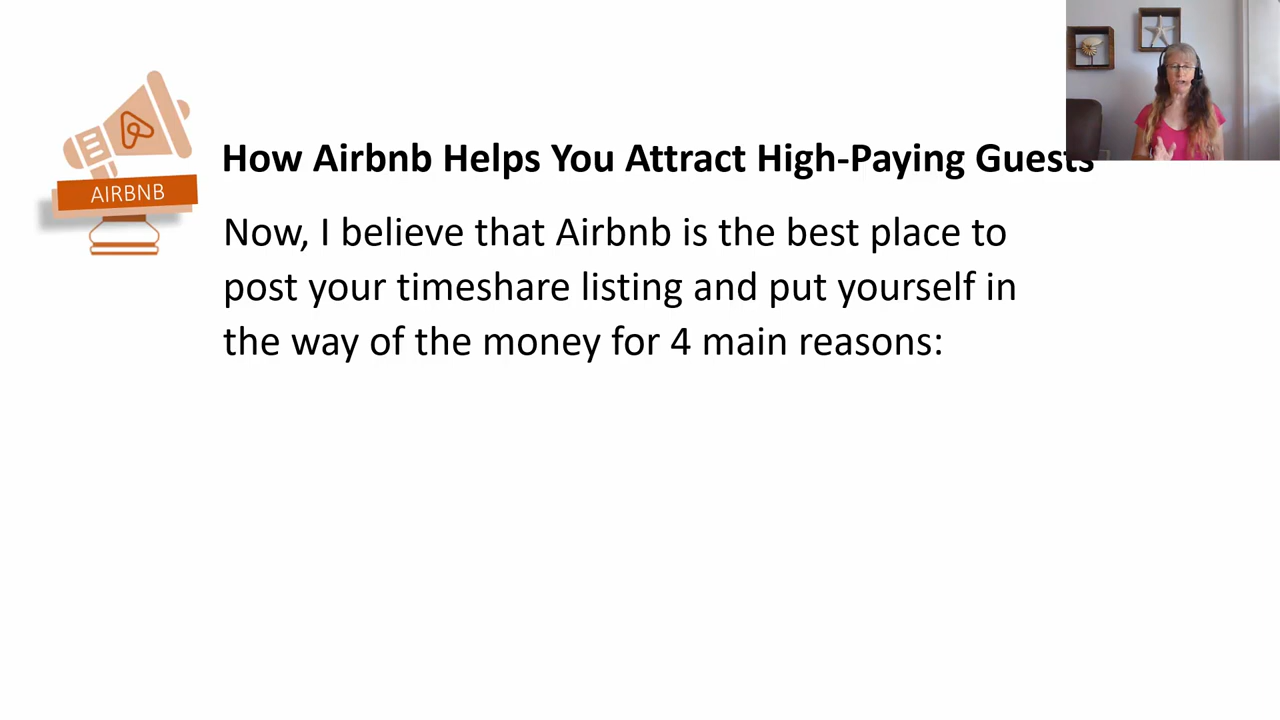 How Airbnb Helps You Attract High-Paying Guests
AIRBNB
Now, I believe that Airbnb is the best place to
post your timeshare listing and put yourself in
the way of the money for 4 main reasons: